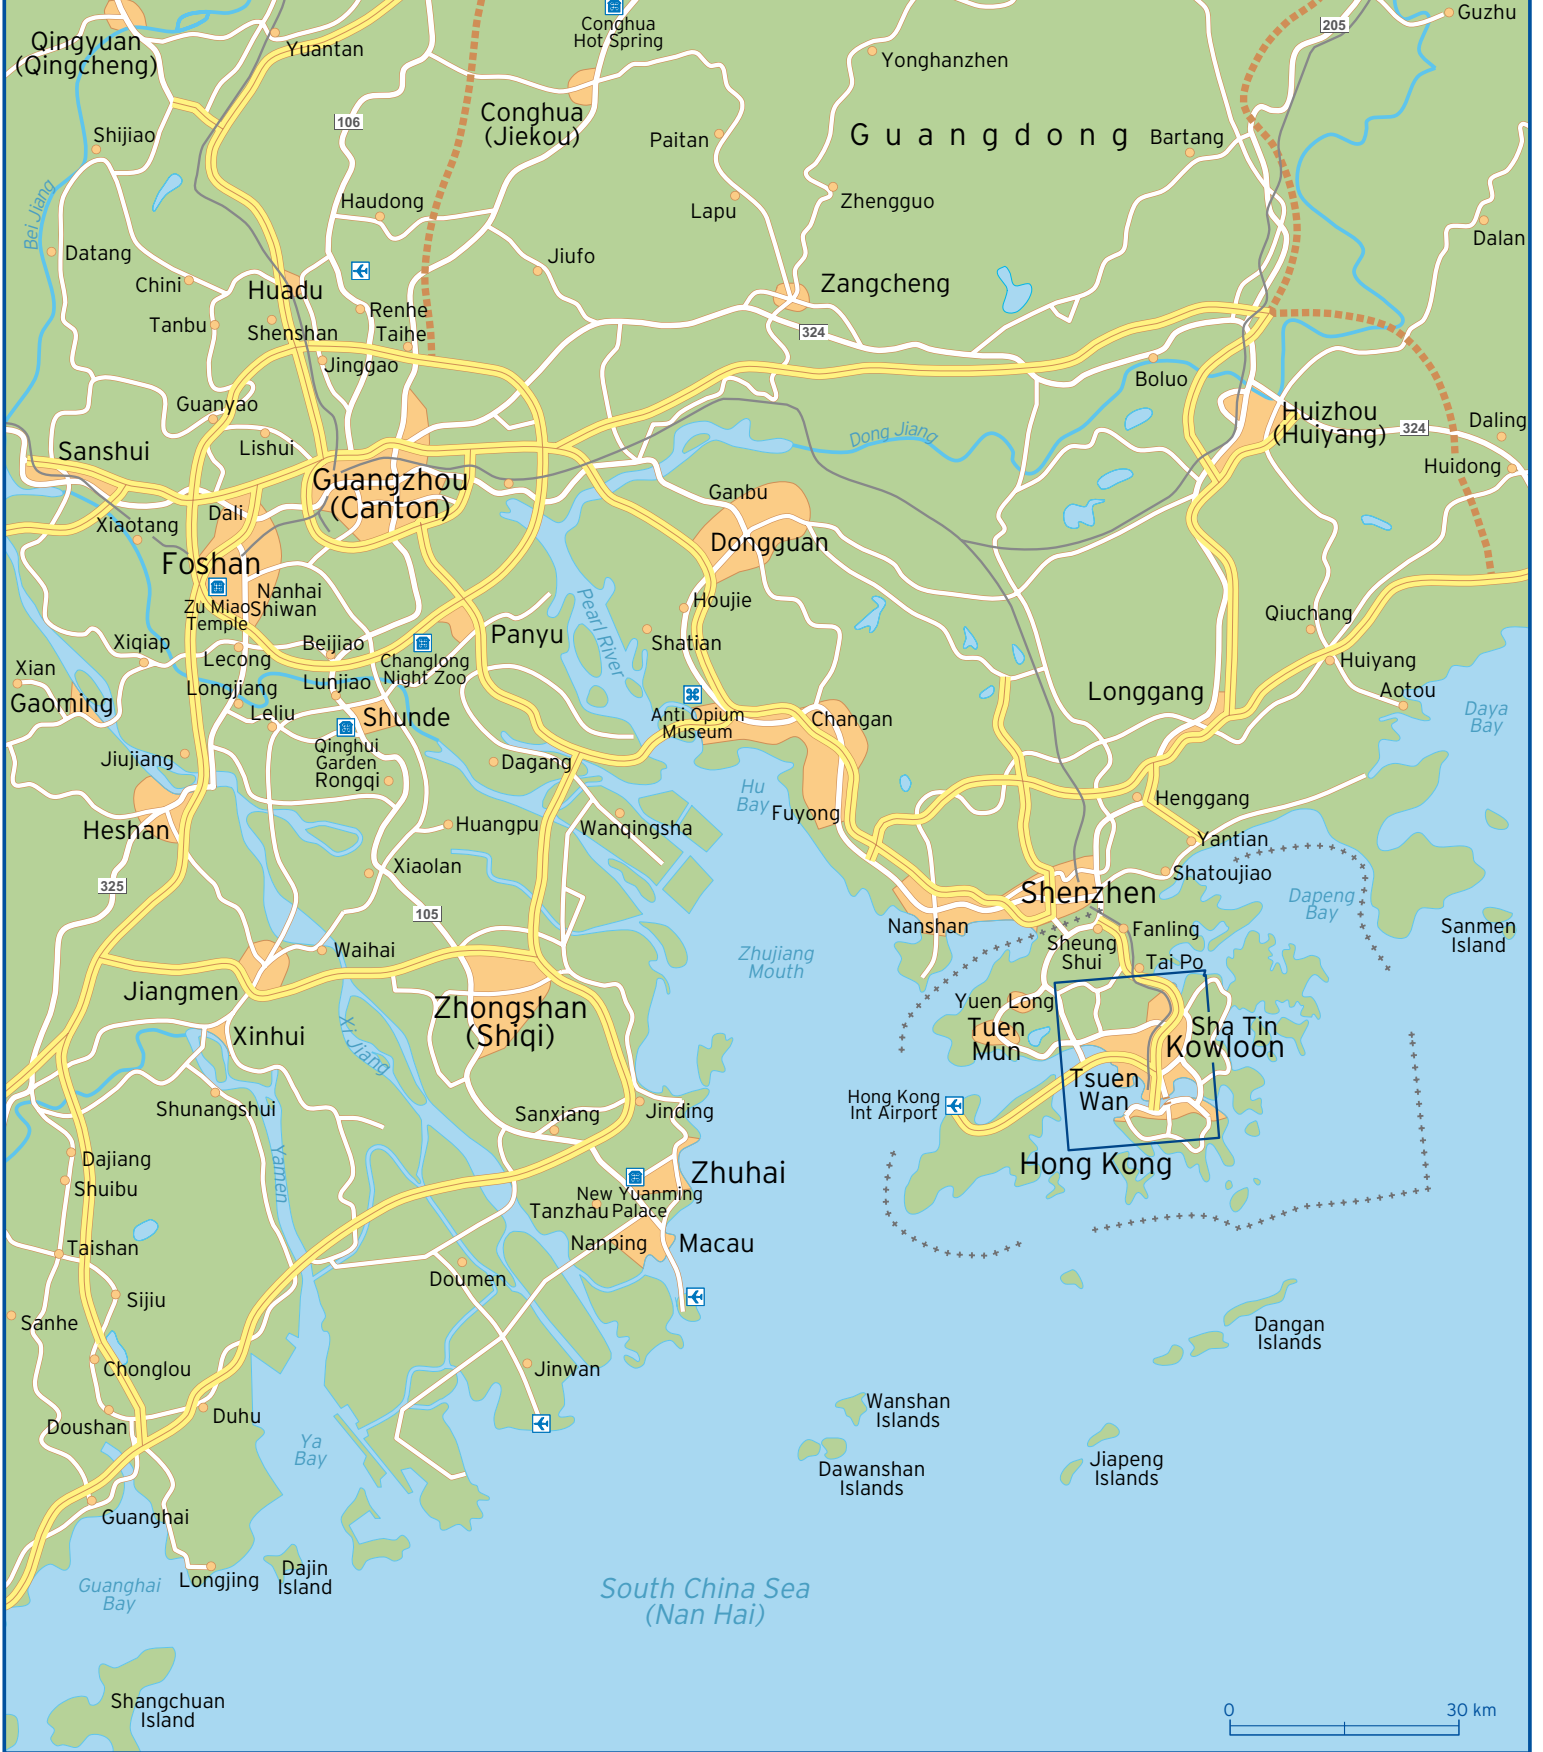 Conghua
Hot Spring
205
Guzhu
Qingyuan
(Qingcheng)
Yuantan
Yonghanzhen
106
Conghua
(Jiekou)
Shijiao
Paitan
Guangdong
Bartang
Bei Jiang
Haudong
Lapu
Zhengguo
Dalan
Datang
Jiufo
Chini
Huadu
Zangcheng
Renhe
Tanbu
Shenshan
Taihe
324
Jinggao
Boluo
Guanyao
Huizhou
(Huiyang)
324
Daling
Sanshui
Lishui
Dong Jiang
Huidong
Guangzhou
(Canton)
Ganbu
Dali
Xiaotang
Dongguan
Foshan
Nanhai
Shiwan
Zu Miao
Temple
Pearl River
Houjie
Qiuchang
Xiqiap
Beijiao
Panyu
Shatian
Xian
Lecong
Changlong
Night Zoo
Huiyang
Longjiang
Lunjiao
Gaoming
Longgang
Aotou
Leliu
Shunde
Anti Opium
Museum
Changan
Daya
Bay
Qinghui
Garden
Jiujiang
Rongqi
Dagang
Hu
Bay
Henggang
Fuyong
Heshan
Huangpu
Wanqingsha
Yantian
Xiaolan
Shatoujiao
325
Shenzhen
Dapeng
Bay
105
Nanshan
Fanling
Sanmen
Island
Waihai
Sheung
Shui
Zhujiang
Mouth
Tai Po
Jiangmen
Yuen Long
Zhongshan
(Shiqi)
Xinhui
Xi Jiang
Tuen
Mun
Sha Tin
Kowloon
Tsuen
Wan
Shunangshui
Sanxiang
Jinding
Hong Kong
Int Airport
Dajiang
Yamen
Hong Kong
Shuibu
Zhuhai
New Yuanming
Palace
Tanzhau
Taishan
Nanping
Macau
Doumen
Sijiu
Sanhe
Dangan
Islands
Chonglou
Jinwan
Wanshan
Islands
Doushan
Duhu
Ya
Bay
Jiapeng
Islands
Dawanshan
Islands
Guanghai
Longjing
Dajin
Island
Guanghai
Bay
South China Sea
(Nan Hai)
Shangchuan
Island
0
30 km